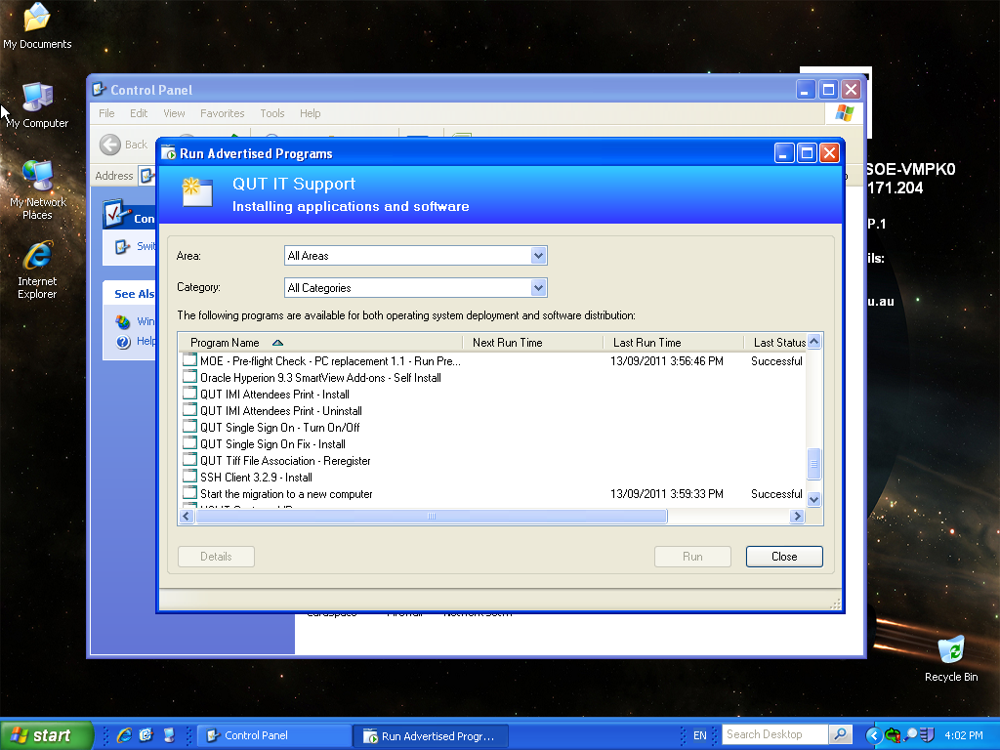 My Documents
My Computer
My Network
Places
Internet
Explorer
Control Panel
File Edit View Favorites Tools Help
Back
Address
Con
Swit
See Als
Win
Help
Run Advertised Programs
QUT IT Support
Installing applications and software
Area: All Areas
Category: All Categories
The following programs are available for both operating system deployment and software distribution:
Program Name Next Run Time Last Run Time Last Status
MOE - Pre-flight Check - PC replacement 1.1 - Run Pre... 13/09/2011 3:56:46 PM Successful
Oracle Hyperion 9.3 SmartView Add-ons - Self Install
QUT IMI Attendees Print - Install
QUT IMI Attendees Print - Uninstall
QUT Single Sign On - Turn On/Off
QUT Single Sign On Fix - Install
QUT Tiff File Association - Reregister
SSH Client 3.2.9 - Install
Start the migration to a new computer 13/09/2011 3:59:33 PM Successful
Details Run Close
SOE-VMPK0
171.204
P.1
ils:
u.au
Recycle Bin
start Control Panel Run Advertised Progr... EN Search Desktop 4:02 PM